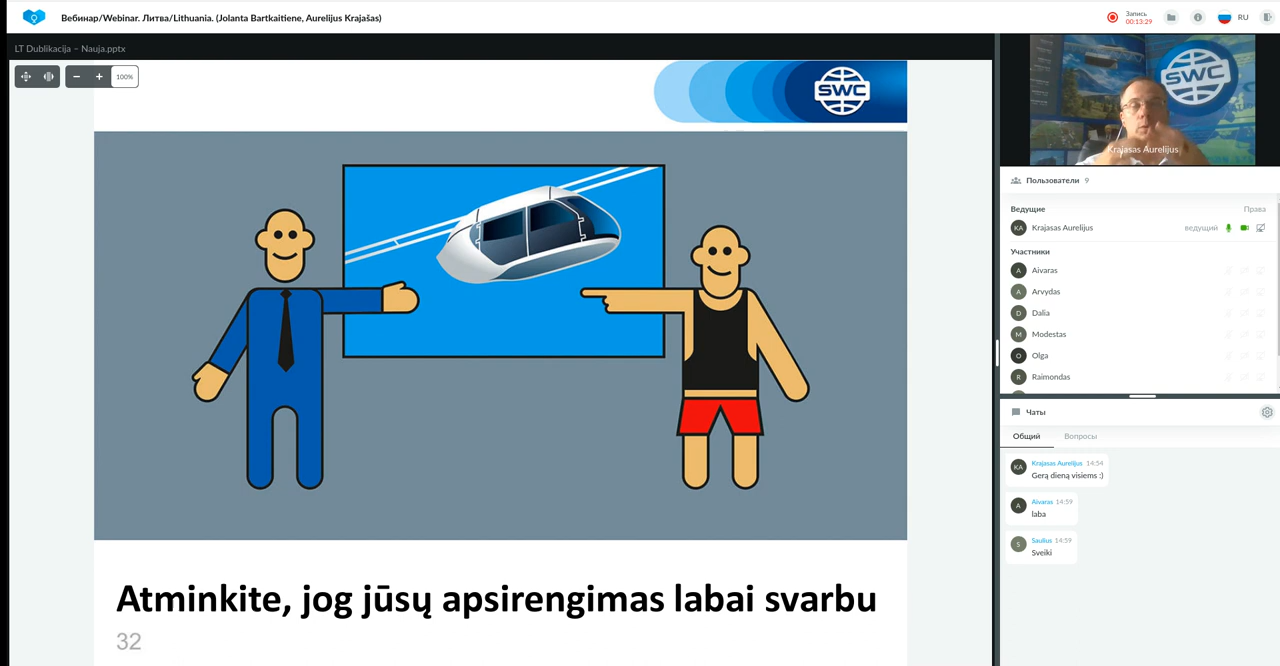 Вебинар/Webinar. Литва/Lithuania. (Jolanta Bartkaitiene, Aurelijus Krajašas)
Запись
00:13:29
RU
LT Dublikacija – Nauja.pptx
100%
SWC
SWC
Krajasas Aurelijus
Пользователи 9
Ведущие Права
KA Krajasas Aurelijus ведущий
Участники
A Aivaras
A Arvydas
D Dalia
M Modestas
O Olga
R Raimondas
Чаты
Общий Вопросы
KA Krajasas Aurelijus 14:54
Gerą dieną visiems :)
A Aivaras 14:59
laba
S Saulius 14:59
Sveiki
Atminkite, jog jūsų apsirengimas labai svarbu
32